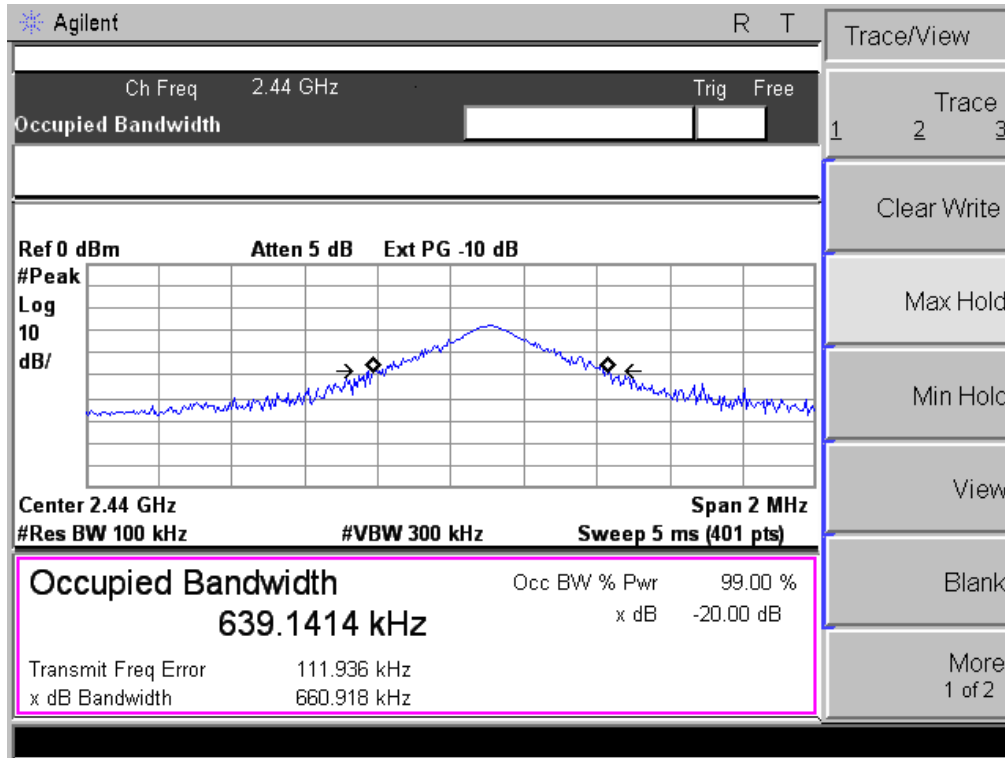 Agilent R T
Ch Freq 2.44 GHz Trig Free
Occupied Bandwidth
Ref 0 dBm Atten 5 dB Ext PG -10 dB
#Peak
Log
10
dB/
Center 2.44 GHz Span 2 MHz
#Res BW 100 kHz #VBW 300 kHz Sweep 5 ms (401 pts)
Occupied Bandwidth Occ BW % Pwr 99.00 %
639.1414 kHz x dB -20.00 dB
Transmit Freq Error 111.936 kHz
x dB Bandwidth 660.918 kHz
Trace/View
Trace
1 2 3
Clear Write
Max Hold
Min Hold
View
Blank
More
1 of 2